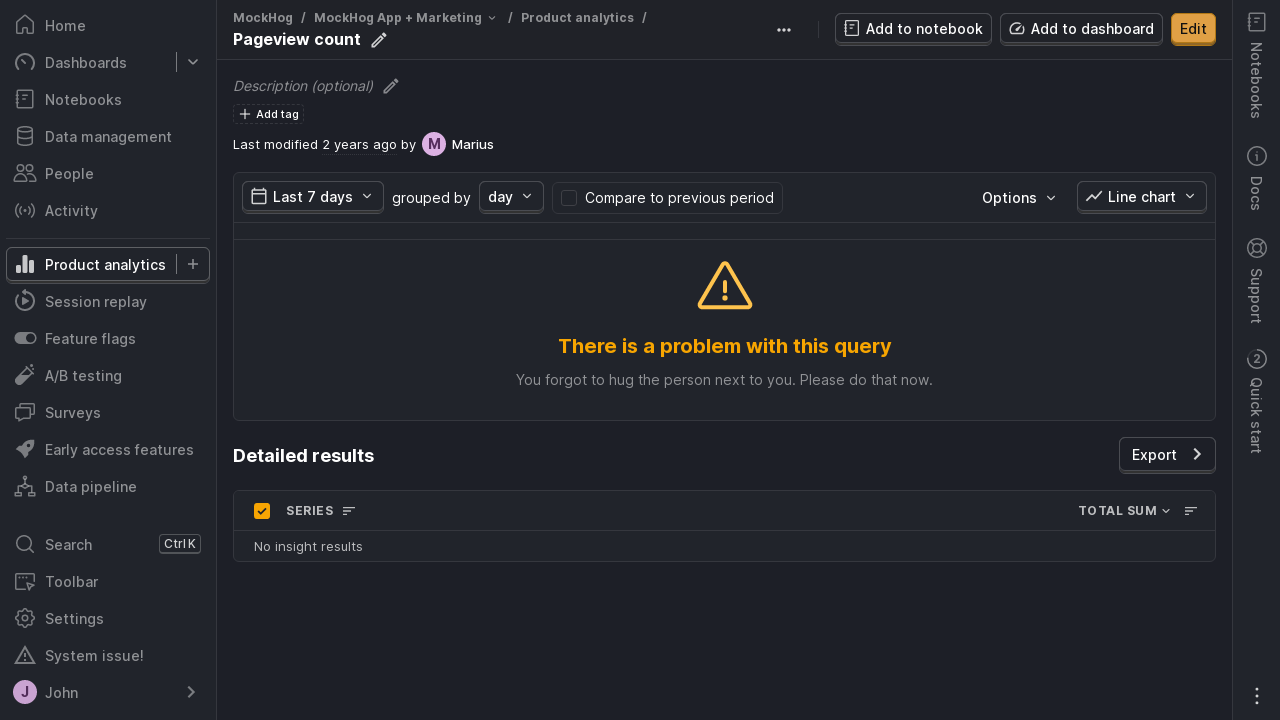 Home
Dashboards
Notebooks
Data management
People
Activity
Product analytics
Session replay
Feature flags
A/B testing
Surveys
Early access features
Data pipeline
Search Ctrl K
Toolbar
Settings
System issue!
J John
MockHog / MockHog App + Marketing / Product analytics /
Pageview count
Add to notebook Add to dashboard Edit
Description (optional)
Add tag
Last modified 2 years ago by M Marius
Last 7 days grouped by day Compare to previous period Options Line chart
There is a problem with this query
You forgot to hug the person next to you. Please do that now.
Detailed results Export
SERIES TOTAL SUM
No insight results
Notebooks
Docs
Support
2
Quick start